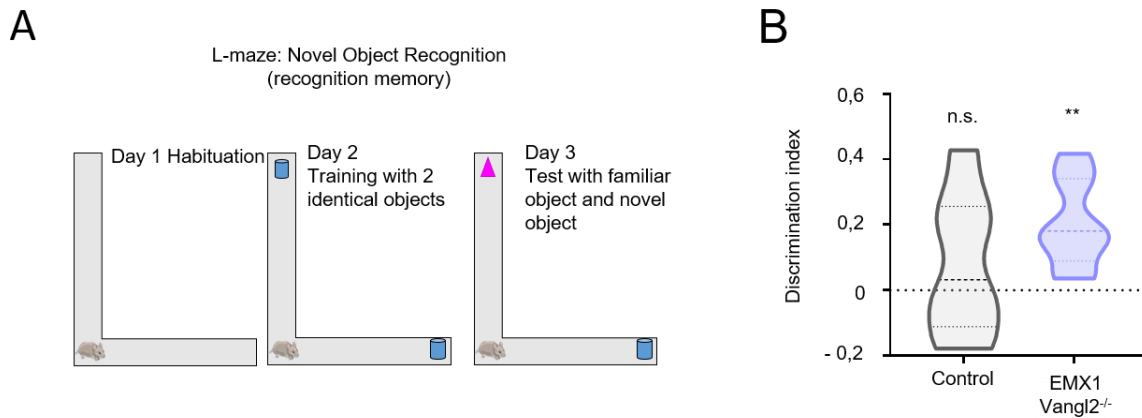 A
L-maze: Novel Object Recognition
(recognition memory)
Day 1 Habituation
Day 2
Training with 2
identical objects
Day 3
Test with familiar
object and novel
object
B
Discrimination index
0,6
0,4
0,2
0
- 0,2
n.s.
**
Control
EMX1
Vangl2-/-